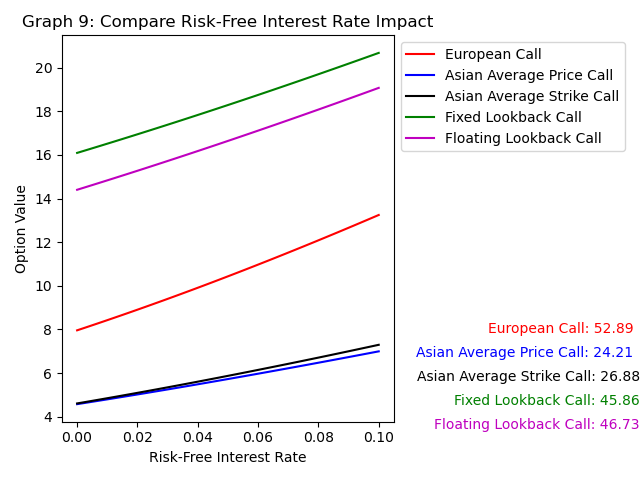 Graph 9: Compare Risk-Free Interest Rate Impact
European Call
Asian Average Price Call
Asian Average Strike Call
Fixed Lookback Call
Floating Lookback Call
Option Value
20
18
16
14
12
10
8
6
4
0.00 0.02 0.04 0.06 0.08 0.10
Risk-Free Interest Rate
European Call: 52.89
Asian Average Price Call: 24.21
Asian Average Strike Call: 26.88
Fixed Lookback Call: 45.86
Floating Lookback Call: 46.73